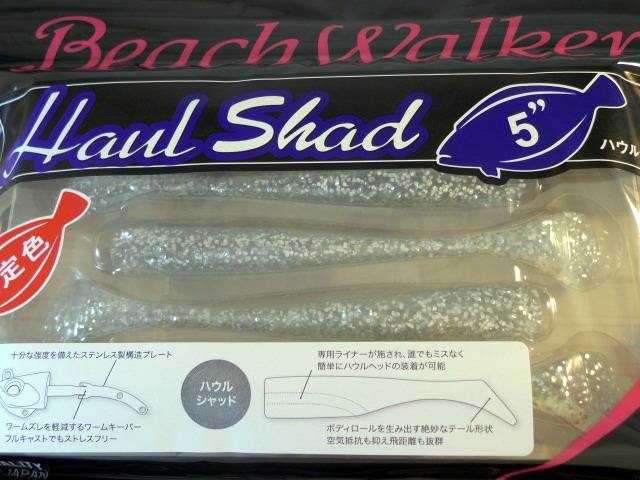 Beach Walker
Haul Shad
5"
ハウル
定色
十分な強度を備えたステンレス製構造プレート
ワームズレを軽減するワームキーパー
フルキャストでもストレスフリー
ハウル
シャッド
専用ライナーが施され、誰でもミスなく
簡単にハウルヘッドの装着が可能
ボディロールを生み出す絶妙なテール形状
空気抵抗も抑え飛距離も抜群
JAPAN